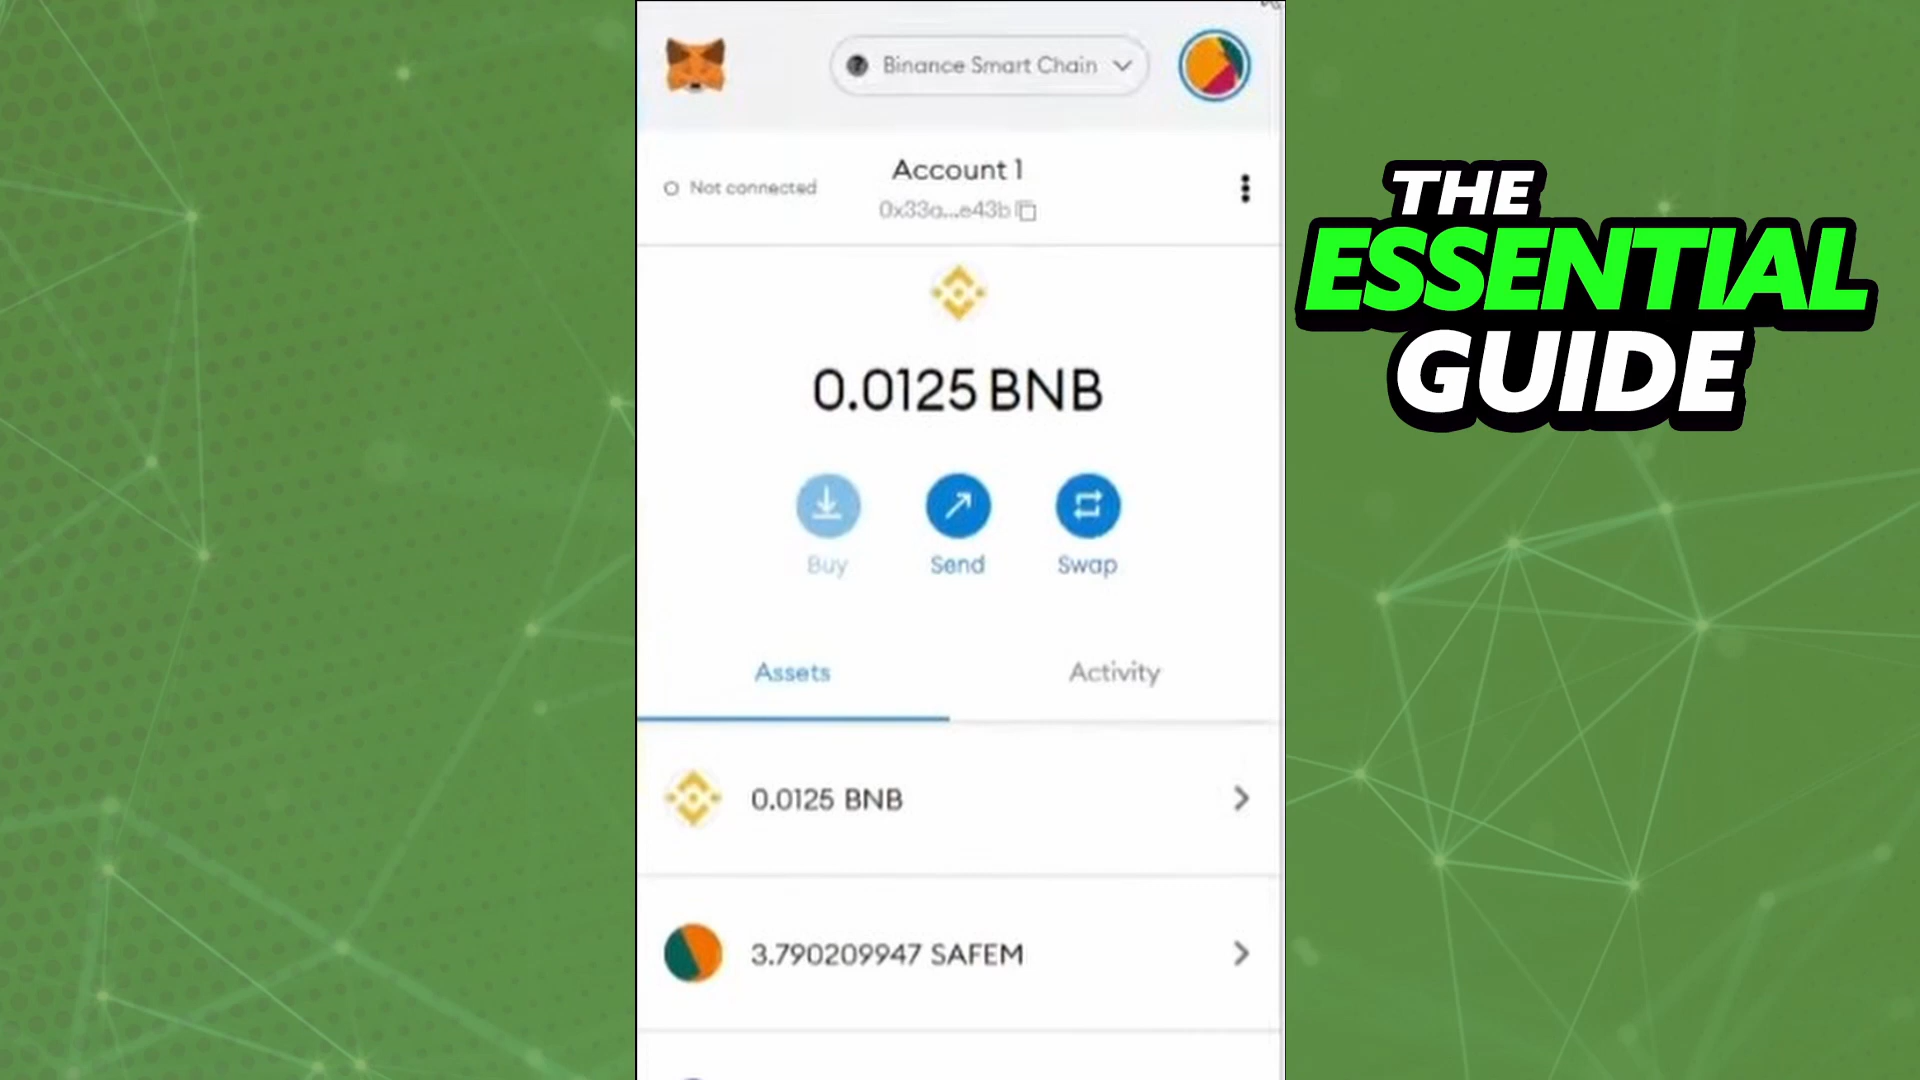 Binance Smart Chain
Not connected
Account 1
0x33a...e43b
0.0125 BNB
Buy
Send
Swap
Assets
Activity
0.0125 BNB
3.790209947 SAFEM
THE
ESSENTIAL
GUIDE